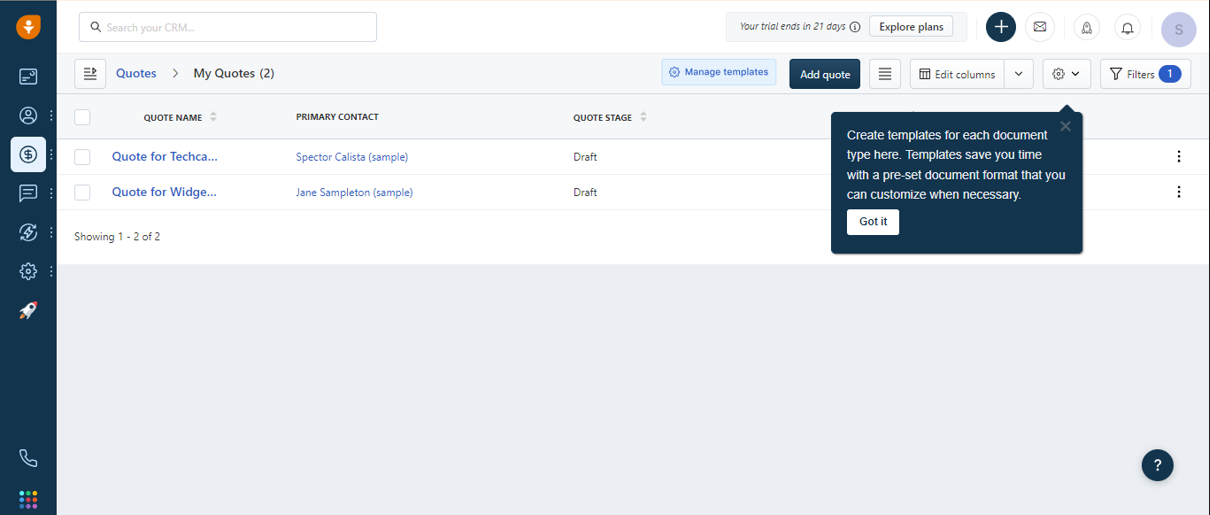 Search your CRM...
Your trial ends in 21 days
Explore plans
S
Quotes
My Quotes (2)
Manage templates
Add quote
Edit columns
Filters
1
QUOTE NAME
PRIMARY CONTACT
QUOTE STAGE
Quote for Techca...
Spector Calista (sample)
Draft
Quote for Widge...
Jane Sampleton (sample)
Draft
Showing 1 - 2 of 2
Create templates for each document
type here. Templates save you time
with a pre-set document format that you
can customize when necessary.
Got it
?